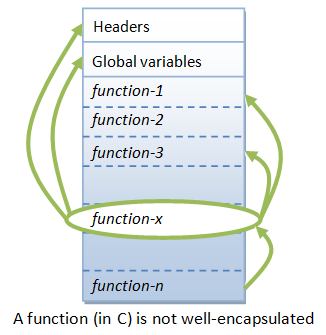 Headers
Global variables
function-1
function-2
function-3
function-x
function-n
A function (in C) is not well-encapsulated